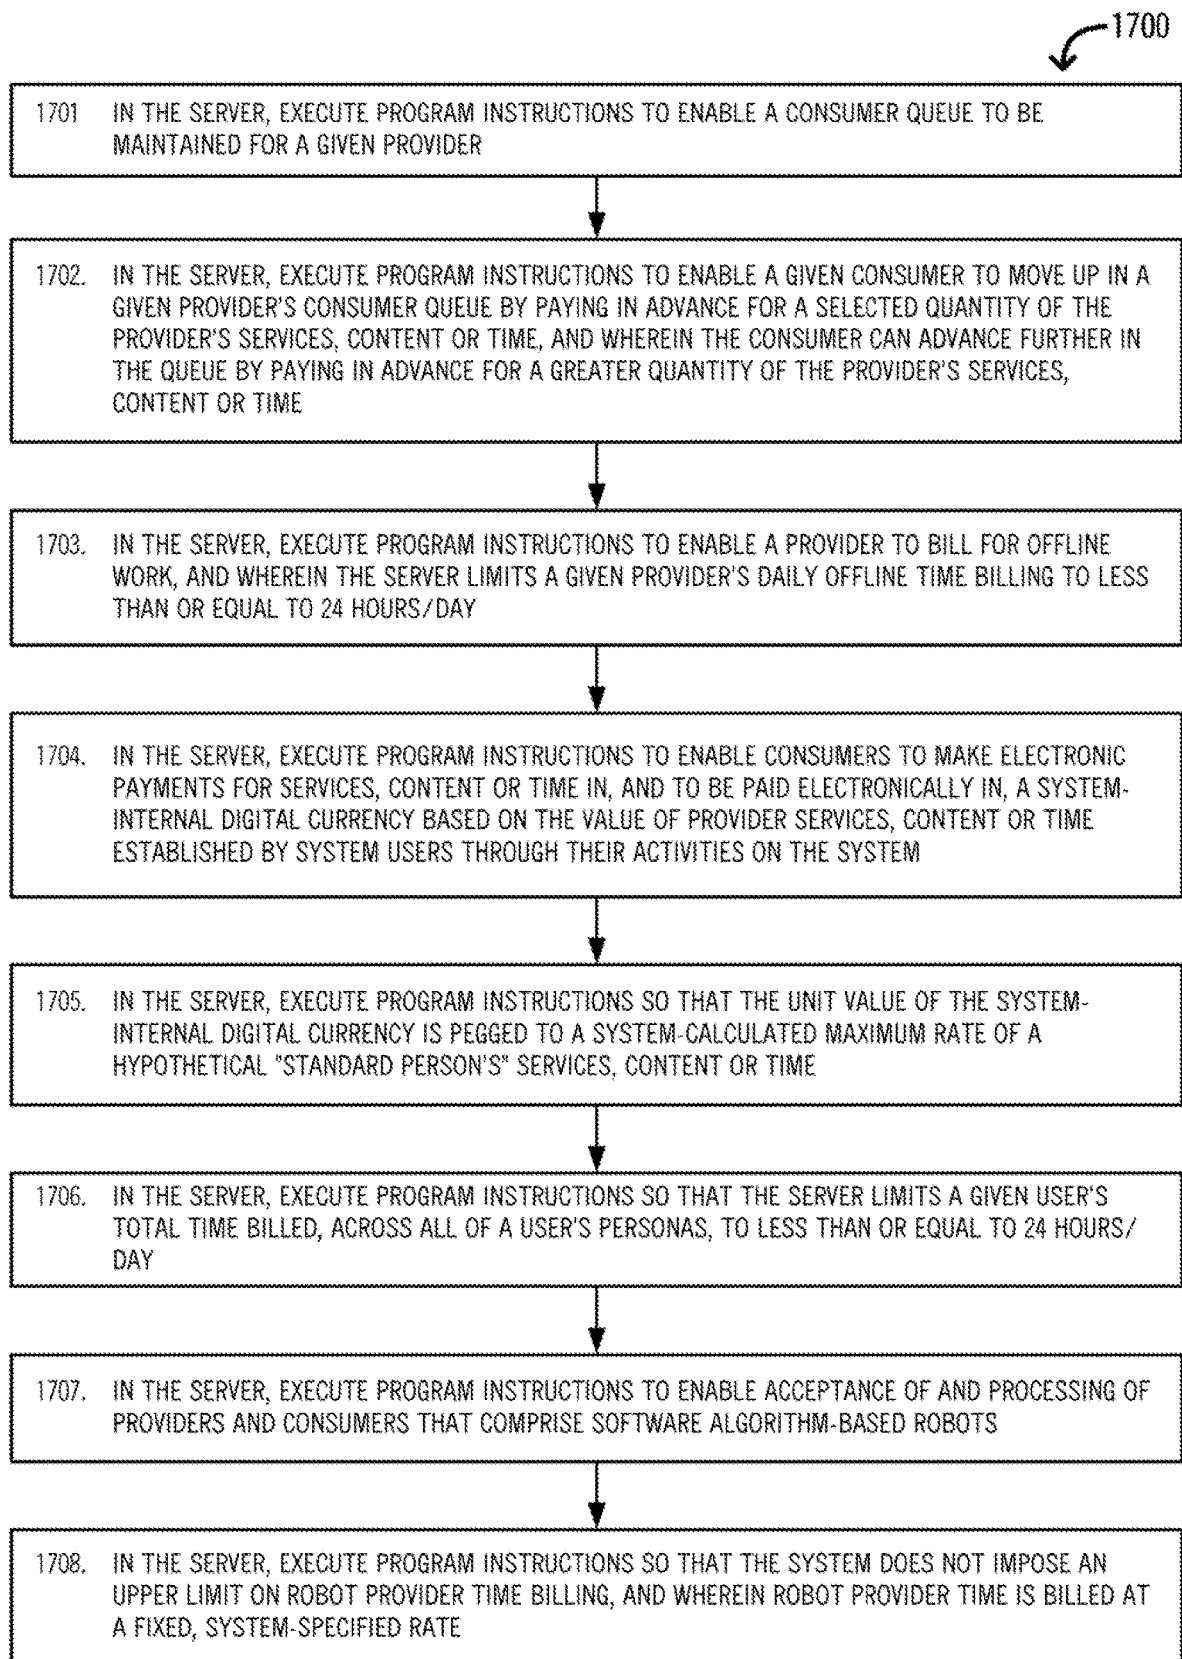 1700
1701 IN THE SERVER, EXECUTE PROGRAM INSTRUCTIONS TO ENABLE A CONSUMER QUEUE TO BE
MAINTAINED FOR A GIVEN PROVIDER
1702. IN THE SERVER, EXECUTE PROGRAM INSTRUCTIONS TO ENABLE A GIVEN CONSUMER TO MOVE UP IN A
GIVEN PROVIDER'S CONSUMER QUEUE BY PAYING IN ADVANCE FOR A SELECTED QUANTITY OF THE
PROVIDER'S SERVICES, CONTENT OR TIME, AND WHEREIN THE CONSUMER CAN ADVANCE FURTHER IN
THE QUEUE BY PAYING IN ADVANCE FOR A GREATER QUANTITY OF THE PROVIDER'S SERVICES,
CONTENT OR TIME
1703. IN THE SERVER, EXECUTE PROGRAM INSTRUCTIONS TO ENABLE A PROVIDER TO BILL FOR OFFLINE
WORK, AND WHEREIN THE SERVER LIMITS A GIVEN PROVIDER'S DAILY OFFLINE TIME BILLING TO LESS
THAN OR EQUAL TO 24 HOURS/DAY
1704. IN THE SERVER, EXECUTE PROGRAM INSTRUCTIONS TO ENABLE CONSUMERS TO MAKE ELECTRONIC
PAYMENTS FOR SERVICES, CONTENT OR TIME IN, AND TO BE PAID ELECTRONICALLY IN, A SYSTEM-
INTERNAL DIGITAL CURRENCY BASED ON THE VALUE OF PROVIDER SERVICES, CONTENT OR TIME
ESTABLISHED BY SYSTEM USERS THROUGH THEIR ACTIVITIES ON THE SYSTEM
1705. IN THE SERVER, EXECUTE PROGRAM INSTRUCTIONS SO THAT THE UNIT VALUE OF THE SYSTEM-
INTERNAL DIGITAL CURRENCY IS PEGGED TO A SYSTEM-CALCULATED MAXIMUM RATE OF A
HYPOTHETICAL "STANDARD PERSON'S" SERVICES, CONTENT OR TIME
1706. IN THE SERVER, EXECUTE PROGRAM INSTRUCTIONS SO THAT THE SERVER LIMITS A GIVEN USER'S
TOTAL TIME BILLED, ACROSS ALL OF A USER'S PERSONAS, TO LESS THAN OR EQUAL TO 24 HOURS/
DAY
1707. IN THE SERVER, EXECUTE PROGRAM INSTRUCTIONS TO ENABLE ACCEPTANCE OF AND PROCESSING OF
PROVIDERS AND CONSUMERS THAT COMPRISE SOFTWARE ALGORITHM-BASED ROBOTS
1708. IN THE SERVER, EXECUTE PROGRAM INSTRUCTIONS SO THAT THE SYSTEM DOES NOT IMPOSE AN
UPPER LIMIT ON ROBOT PROVIDER TIME BILLING, AND WHEREIN ROBOT PROVIDER TIME IS BILLED AT
A FIXED, SYSTEM-SPECIFIED RATE